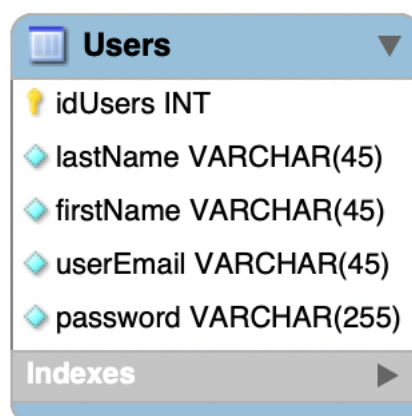 Users
idUsers INT
lastName VARCHAR(45)
firstName VARCHAR(45)
userEmail VARCHAR(45)
password VARCHAR(255)
Indexes